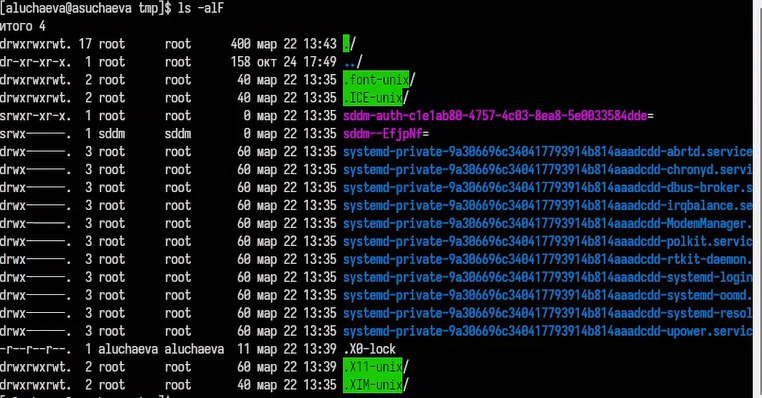 [aluchaeva@asuchaeva tmp]$ ls -alF
итого 4
drwxrwxrwt. 17 root root 400 мар 22 13:43 ./
dr-xr-xr-x. 1 root root 158 окт 24 17:49 ../
drwxrwxrwt. 2 root root 40 мар 22 13:35 .font-unix/
drwxrwxrwt. 2 root root 40 мар 22 13:35 .ICE-unix/
srwxr-xr-x. 1 root root 0 мар 22 13:35 sddm-auth-c1e1ab80-4757-4c03-8ea8-5e0033584dde=
srwx------. 1 sddm sddm 0 мар 22 13:35 sddm--EfjpNf=
drwx------. 3 root root 60 мар 22 13:35 systemd-private-9a306696c340417793914b814aaadcdd-abrtd.service
drwx------. 3 root root 60 мар 22 13:35 systemd-private-9a306696c340417793914b814aaadcdd-chronyd.servi
drwx------. 3 root root 60 мар 22 13:35 systemd-private-9a306696c340417793914b814aaadcdd-dbus-broker.s
drwx------. 3 root root 60 мар 22 13:35 systemd-private-9a306696c340417793914b814aaadcdd-irqbalance.se
drwx------. 3 root root 60 мар 22 13:35 systemd-private-9a306696c340417793914b814aaadcdd-ModemManager.
drwx------. 3 root root 60 мар 22 13:35 systemd-private-9a306696c340417793914b814aaadcdd-polkit.servic
drwx------. 3 root root 60 мар 22 13:35 systemd-private-9a306696c340417793914b814aaadcdd-rtkit-daemon.
drwx------. 3 root root 60 мар 22 13:35 systemd-private-9a306696c340417793914b814aaadcdd-systemd-login
drwx------. 3 root root 60 мар 22 13:35 systemd-private-9a306696c340417793914b814aaadcdd-systemd-oomd.
drwx------. 3 root root 60 мар 22 13:35 systemd-private-9a306696c340417793914b814aaadcdd-systemd-resol
drwx------. 3 root root 60 мар 22 13:35 systemd-private-9a306696c340417793914b814aaadcdd-upower.servic
-r--r--r--. 1 aluchaeva aluchaeva 11 мар 22 13:39 .X0-lock
drwxrwxrwt. 2 root root 60 мар 22 13:39 .X11-unix/
drwxrwxrwt. 2 root root 40 мар 22 13:35 .XIM-unix/